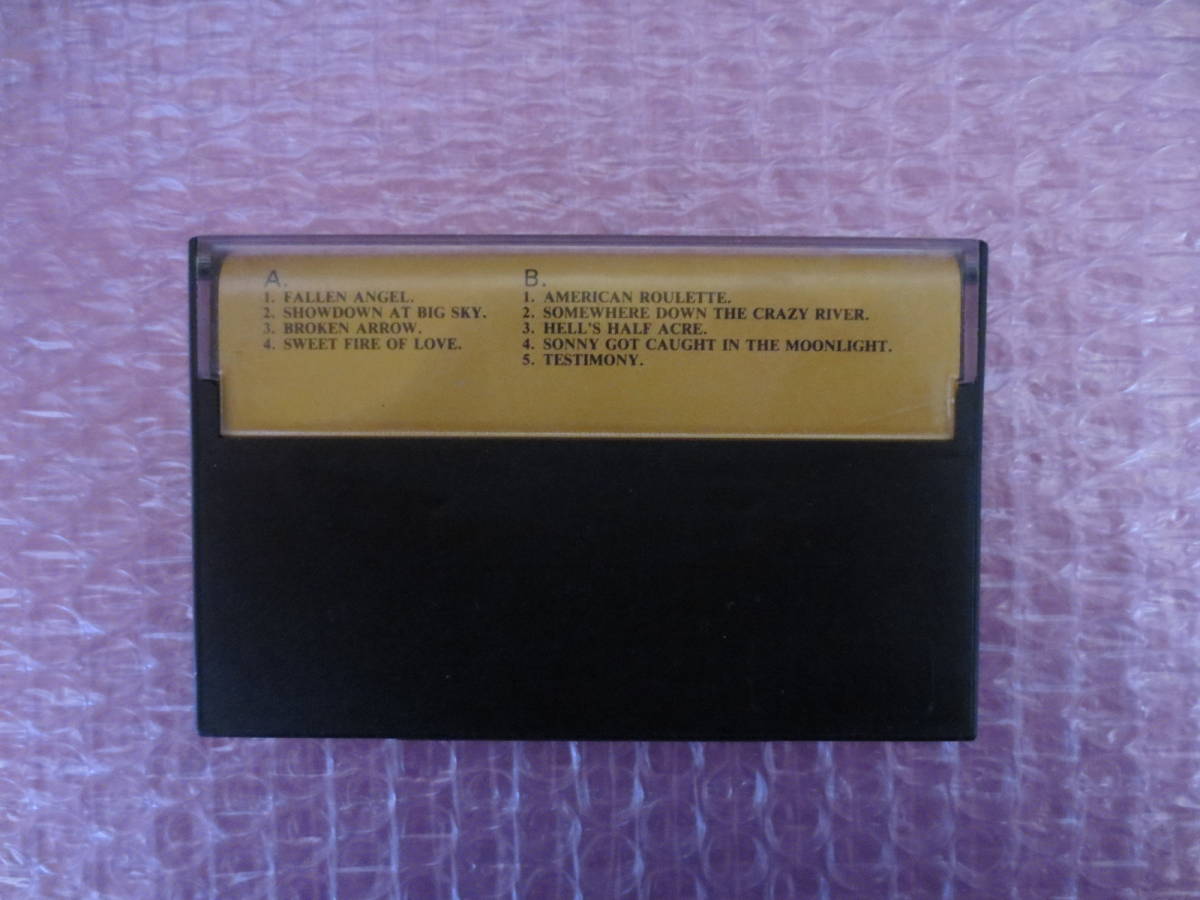 A.
1. FALLEN ANGEL.
2. SHOWDOWN AT BIG SKY.
3. BROKEN ARROW.
4. SWEET FIRE OF LOVE.
B.
1. AMERICAN ROULETTE.
2. SOMEWHERE DOWN THE CRAZY RIVER.
3. HELL'S HALF ACRE.
4. SONNY GOT CAUGHT IN THE MOONLIGHT.
5. TESTIMONY.